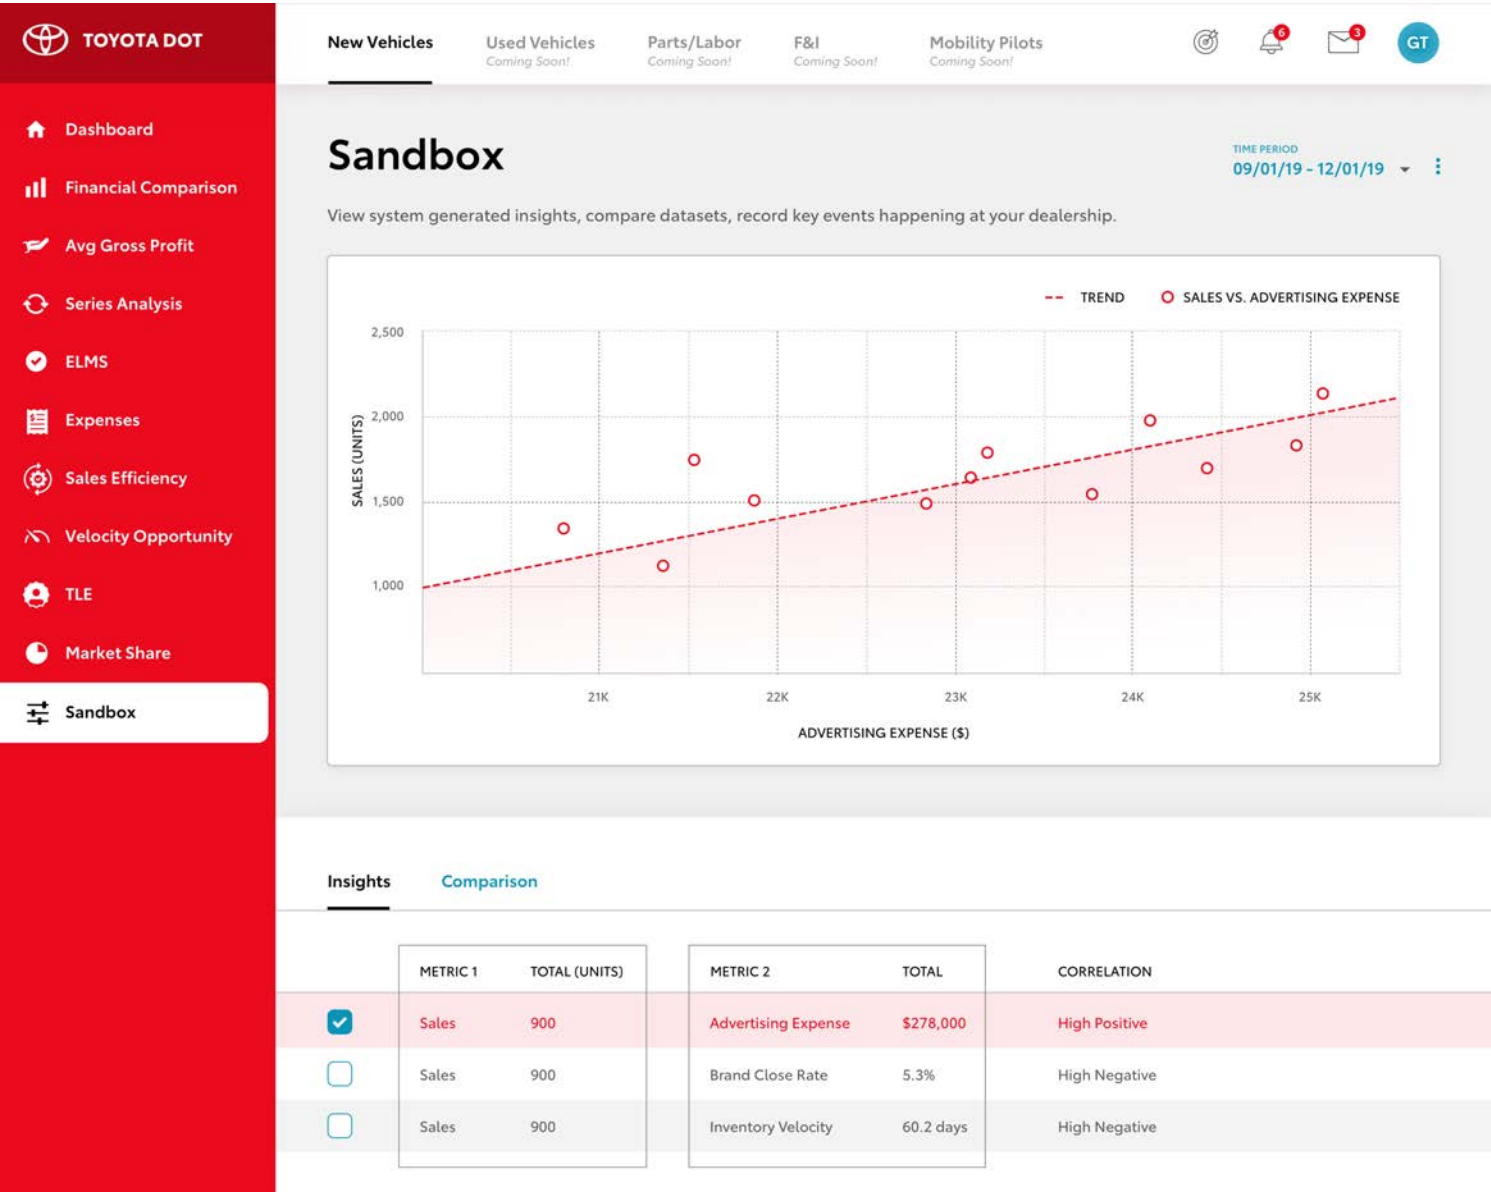 TOYOTA DOT
New Vehicles
Used Vehicles
Coming Soon!
Parts/Labor
Coming Soon!
F&I
Coming Soon!
Mobility Pilots
Coming Soon!
6
3
GT
Dashboard
Financial Comparison
Avg Gross Profit
Series Analysis
ELMS
Expenses
Sales Efficiency
Velocity Opportunity
TLE
Market Share
Sandbox
Sandbox
TIME PERIOD
09/01/19 - 12/01/19
View system generated insights, compare datasets, record key events happening at your dealership.
TREND
SALES VS. ADVERTISING EXPENSE
SALES (UNITS)
2,500
2,000
1,500
1,000
21K 22K 23K 24K 25K
ADVERTISING EXPENSE ($)
Insights Comparison
METRIC 1 TOTAL (UNITS) METRIC 2 TOTAL CORRELATION
Sales 900 Advertising Expense $278,000 High Positive
Sales 900 Brand Close Rate 5.3% High Negative
Sales 900 Inventory Velocity 60.2 days High Negative